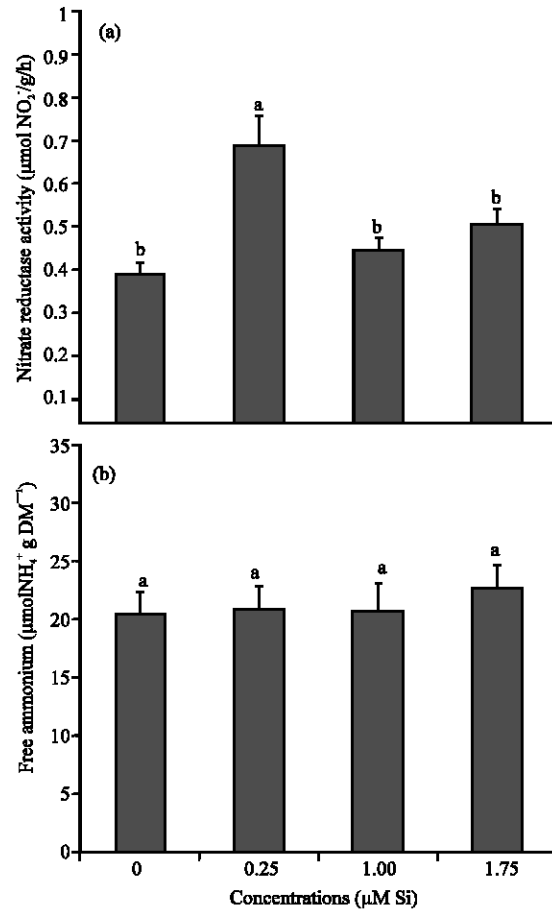 (a)
Nitrate reductase activity (µmol NO₂⁻/g/h)
1
0.9
0.8
0.7
0.6
0.5
0.4
0.3
0.2
0.1
b
a
b
b
(b)
Free ammonium (µmolNH₄⁺ g DM⁻¹)
35
30
25
20
15
10
5
0
a
a
a
a
0 0.25 1.00 1.75
Concentrations (µM Si)